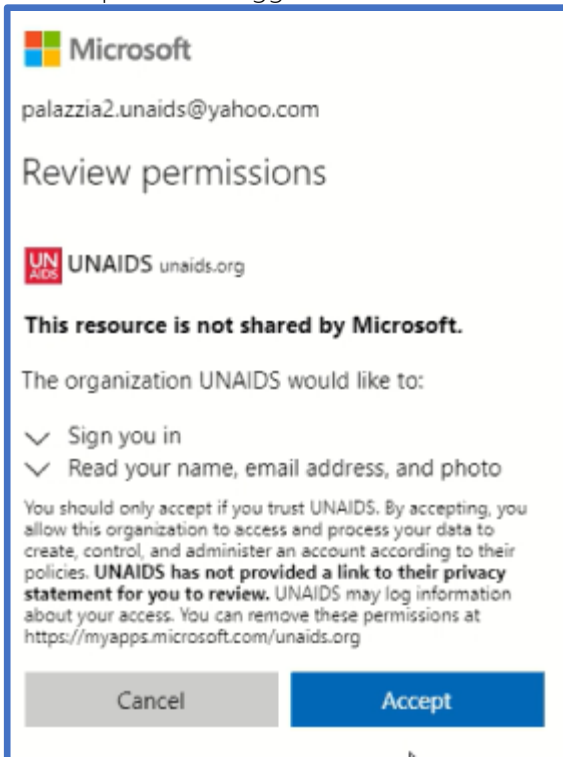 Microsoft
palazzia2.unaids@yahoo.com
Review permissions
UN
AIDS
UNAIDS unaids.org
This resource is not shared by Microsoft.
The organization UNAIDS would like to:
Sign you in
Read your name, email address, and photo
You should only accept if you trust UNAIDS. By accepting, you
allow this organization to access and process your data to
create, control, and administer an account according to their
policies. UNAIDS has not provided a link to their privacy
statement for you to review. UNAIDS may log information
about your access. You can remove these permissions at
https://myapps.microsoft.com/unaids.org
Cancel Accept